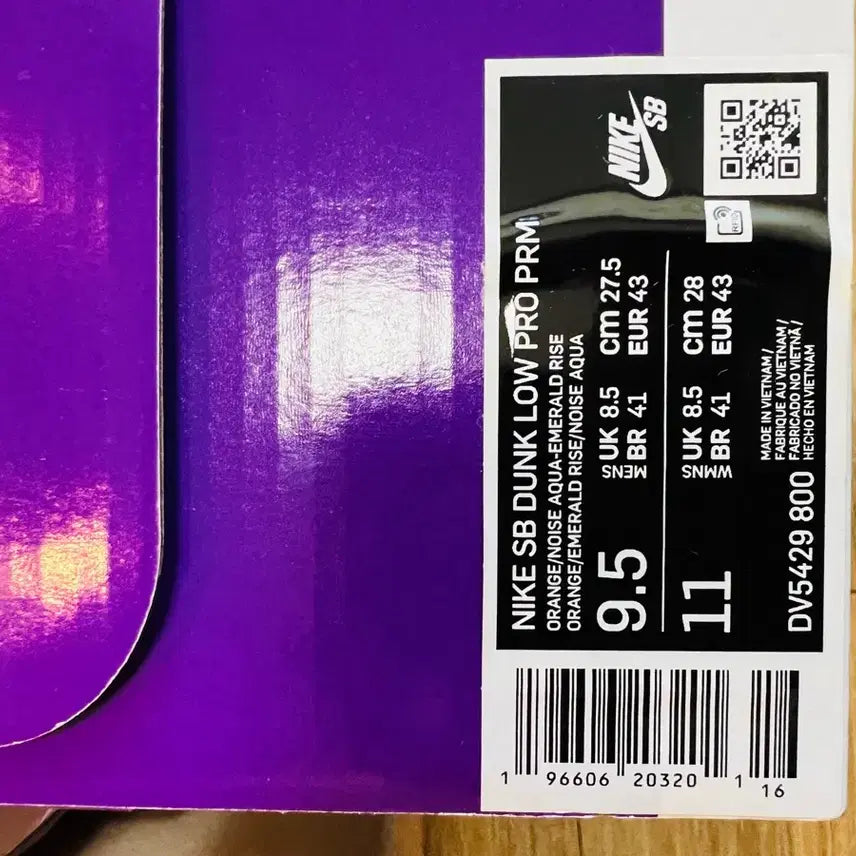 NIKE SB
RFID
NIKE SB DUNK LOW PRO PRM
ORANGE/NOISE AQUA-EMERALD RISE
ORANGE/EMERALD RISE/NOISE AQUA
9.5 MENS UK 8.5 cm 27.5
BR 41 EUR 43
11 WMNS UK 8.5 cm 28
BR 41 EUR 43
MADE IN VIETNAM/
FABRIQUE AU VIETNAM/
FABRICADO NO VIETNÃ/
HECHO EN VIETNAM
DV5429 800
1 96606 20320 1 16